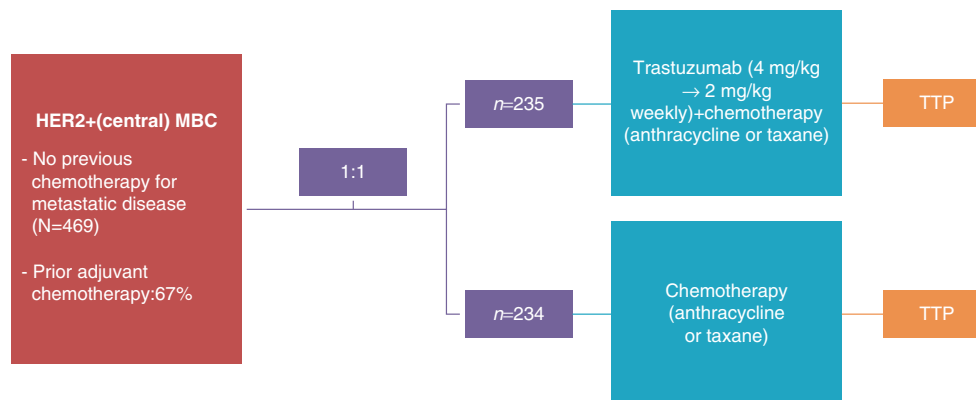 HER2+(central) MBC
- No previous
chemotherapy for
metastatic disease
(N=469)
- Prior adjuvant
chemotherapy:67%
1:1
n=235
Trastuzumab (4 mg/kg
→ 2 mg/kg
weekly)+chemotherapy
(anthracycline or taxane)
TTP
n=234
Chemotherapy
(anthracycline
or taxane)
TTP